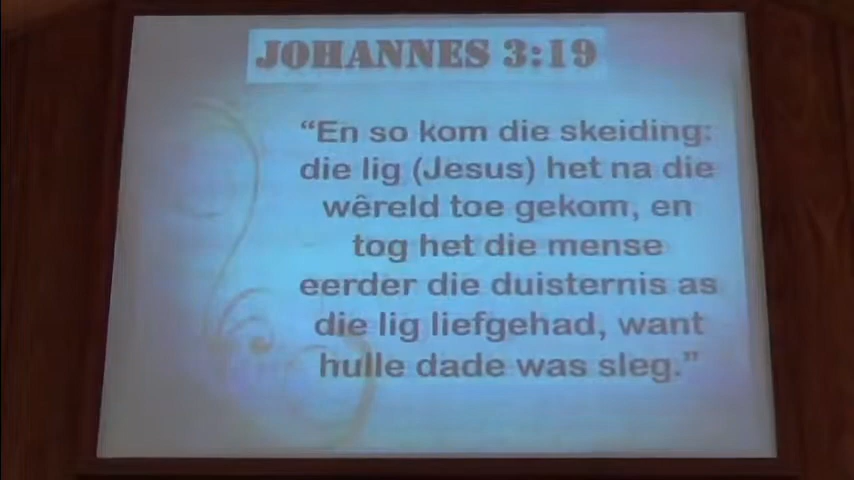 JOHANNES 3:19
“En so kom die skeiding:
die lig (Jesus) het na die
wêreld toe gekom, en
tog het die mense
eerder die duisternis as
die lig liefgehad, want
hulle dade was sleg.”